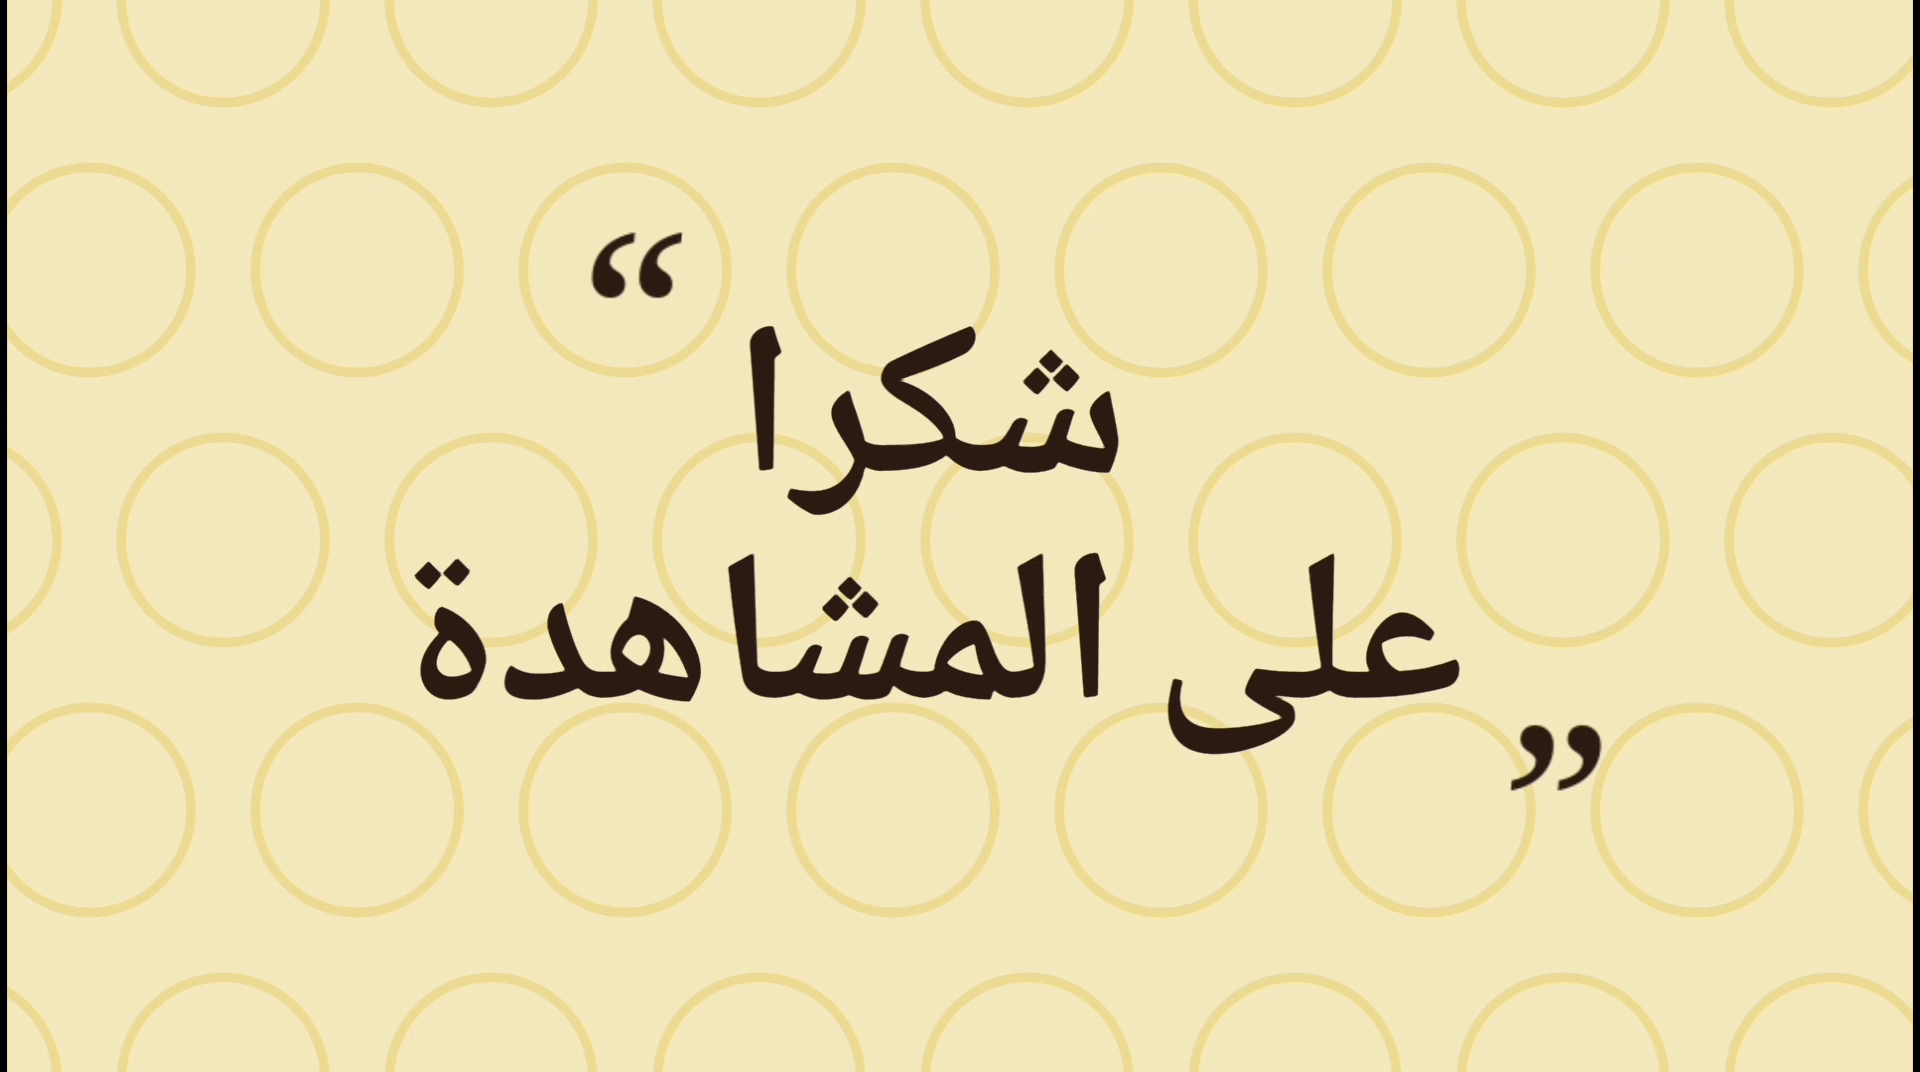 “
شكرا
على المشاهدة
”